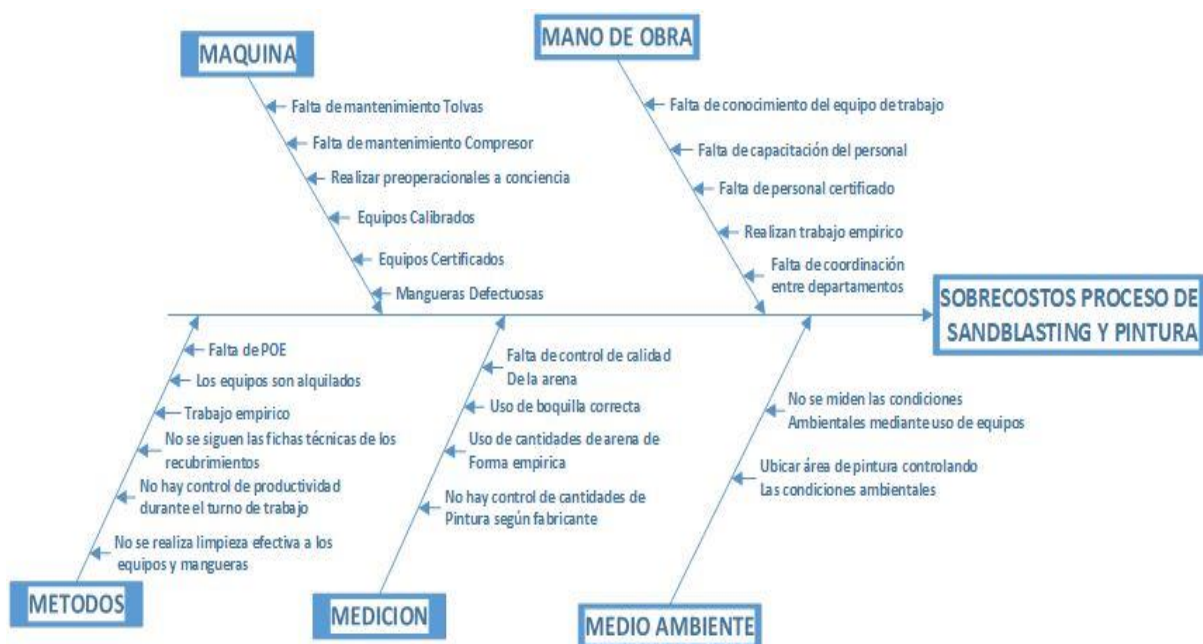 MAQUINA
Falta de mantenimiento Tolvas
Falta de mantenimiento Compresor
Realizar preoperacionales a conciencia
Equipos Calibrados
Equipos Certificados
Mangueras Defectuosas
MANO DE OBRA
Falta de conocimiento del equipo de trabajo
Falta de capacitación del personal
Falta de personal certificado
Realizan trabajo empirico
Falta de coordinación
entre departamentos
SOBRECOSTOS PROCESO DE
SANDBLASTING Y PINTURA
Falta de POE
Los equipos son alquilados
Trabajo empirico
No se siguen las fichas técnicas de los
recubrimientos
No hay control de productividad
durante el turno de trabajo
No se realiza limpieza efectiva a los
equipos y mangueras
METODOS
Falta de control de calidad
De la arena
Uso de boquilla correcta
Uso de cantidades de arena de
Forma empirica
No hay control de cantidades de
Pintura según fabricante
MEDICION
No se miden las condiciones
Ambientales mediante uso de equipos
Ubicar área de pintura controlando
Las condiciones ambientales
MEDIO AMBIENTE